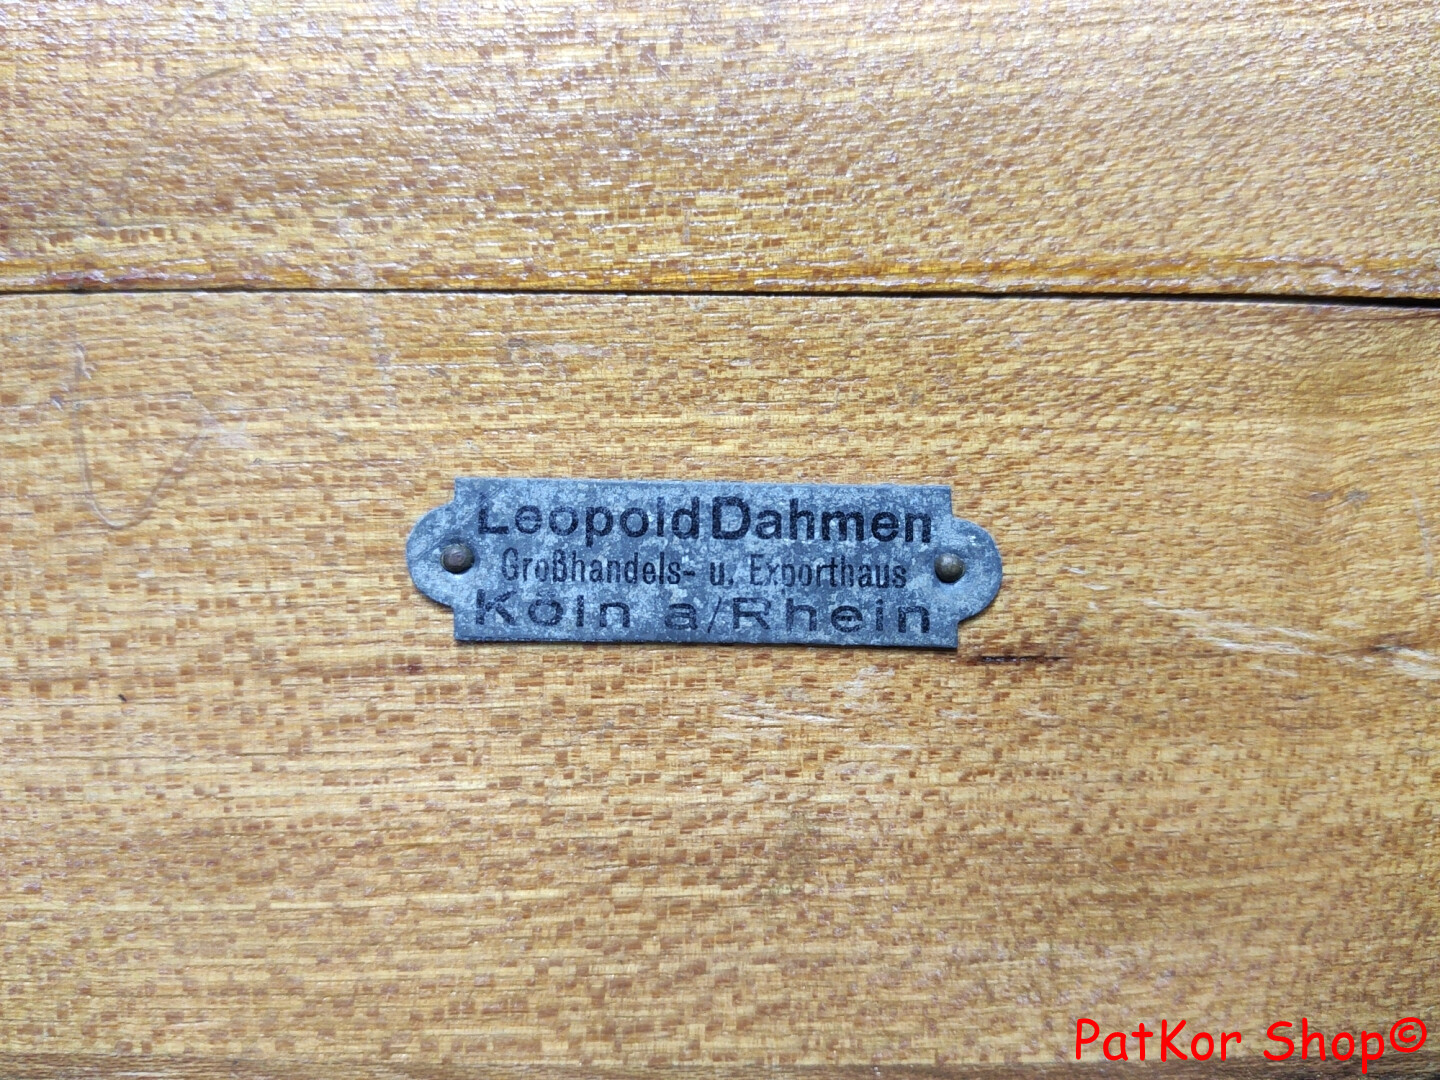 Leopold Dahmen
Großhandels- u. Exporthaus
Köln a/Rhein
PatKor Shop©